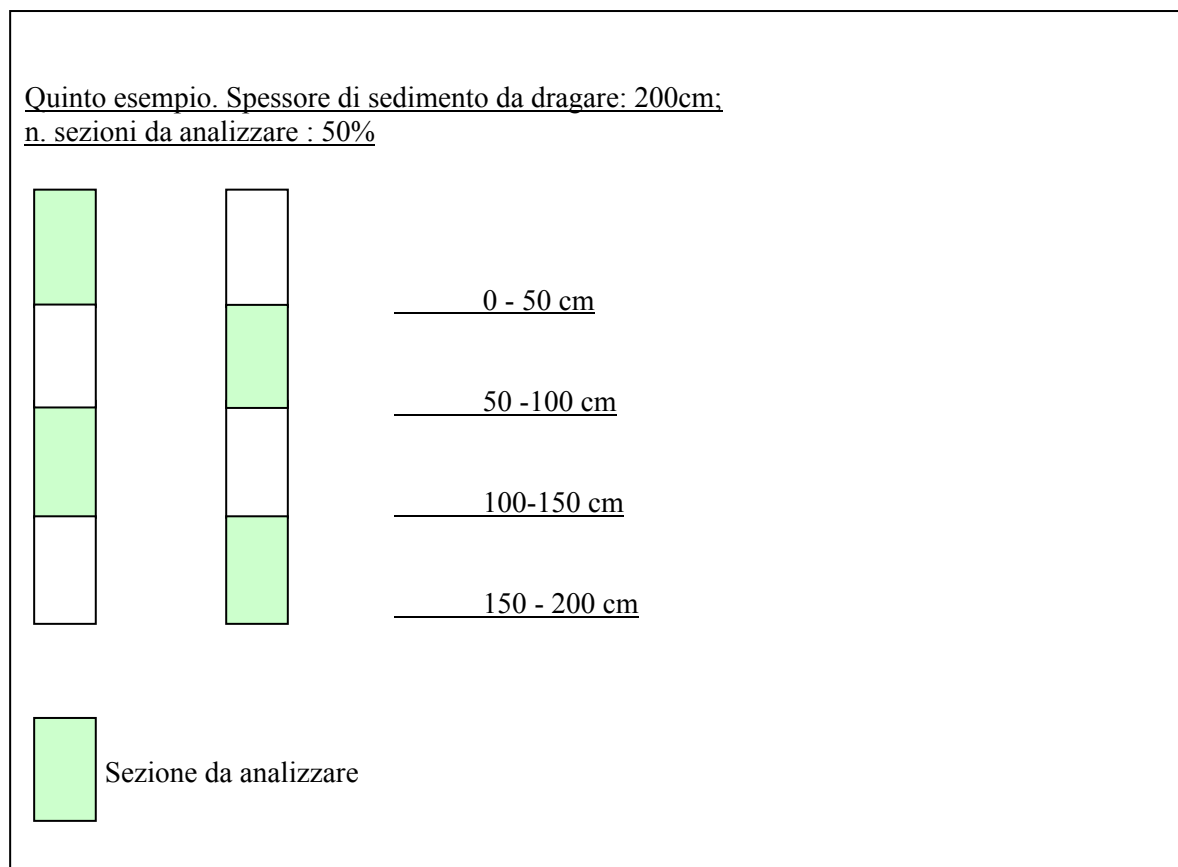 Quinto esempio. Spessore di sedimento da dragare: 200cm;
n. sezioni da analizzare : 50%
0 - 50 cm
50 -100 cm
100-150 cm
150 - 200 cm
Sezione da analizzare